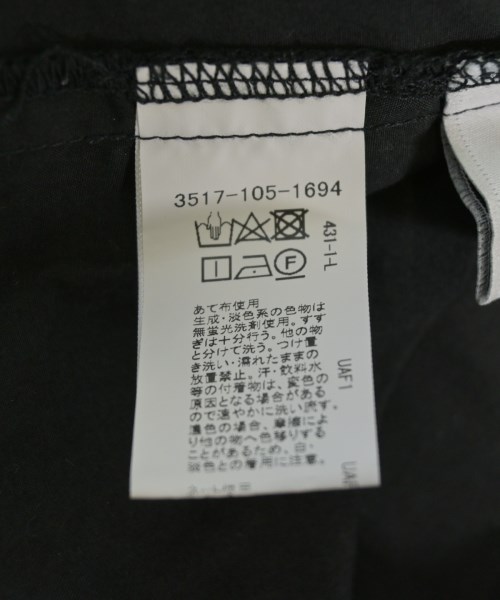 3517-105-1694
431-I-L
F
あて布使用
生成・淡色系の色物は
無蛍光洗剤使用。すす
ぎは十分行う。他の物
と分けて洗う。つけ置
き洗い・濡れたままの
放置禁止。汗・飲料水
等の付着物は、変色の
原因となる場合がある
ので速やかに洗い流す。
濃色の場合、摩擦によ
り他の物へ色移りする
ことがあるため、白・
淡色との着用に注意。
UAF1